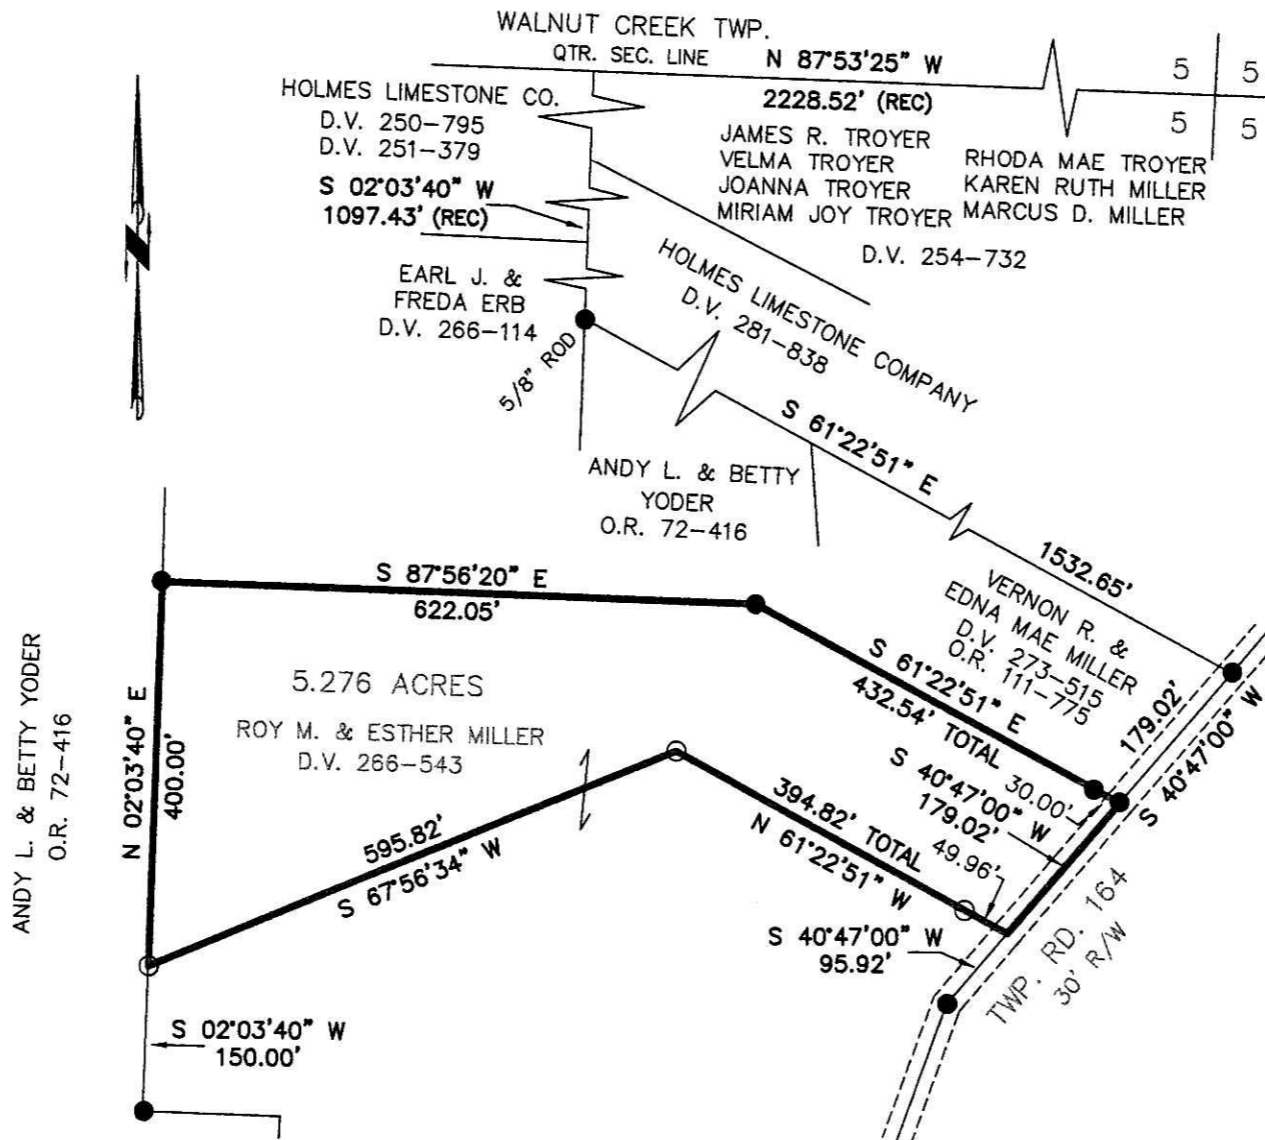 WALNUT CREEK TWP.
QTR. SEC. LINE
N 87°53'25" W
2228.52' (REC)
5
5
5
5
HOLMES LIMESTONE CO.
D.V. 250-795
D.V. 251-379
S 02°03'40" W
1097.43' (REC)
JAMES R. TROYER
VELMA TROYER
JOANNA TROYER
MIRIAM JOY TROYER
RHODA MAE TROYER
KAREN RUTH MILLER
MARCUS D. MILLER
D.V. 254-732
EARL J. &
FREDA ERB
D.V. 266-114
5/8" ROD
HOLMES LIMESTONE COMPANY
D.V. 281-838
S 61°22'51" E
1532.65'
ANDY L. & BETTY
YODER
O.R. 72-416
S 87°56'20" E
622.05'
VERNON R. &
EDNA MAE MILLER
D.V. 273-515
O.R. 111-775
S 61°22'51" E
432.54' TOTAL
179.02'
S 40°47'00" W
ANDY L. & BETTY YODER
O.R. 72-416
N 02°03'40" E
400.00'
5.276 ACRES
ROY M. & ESTHER MILLER
D.V. 266-543
30.00'
S 40°47'00" W
179.02'
394.82' TOTAL
N 61°22'51" W
49.96'
595.82'
S 67°56'34" W
S 40°47'00" W
95.92'
TWP. RD. 164
30' R/W
S 02°03'40" W
150.00'